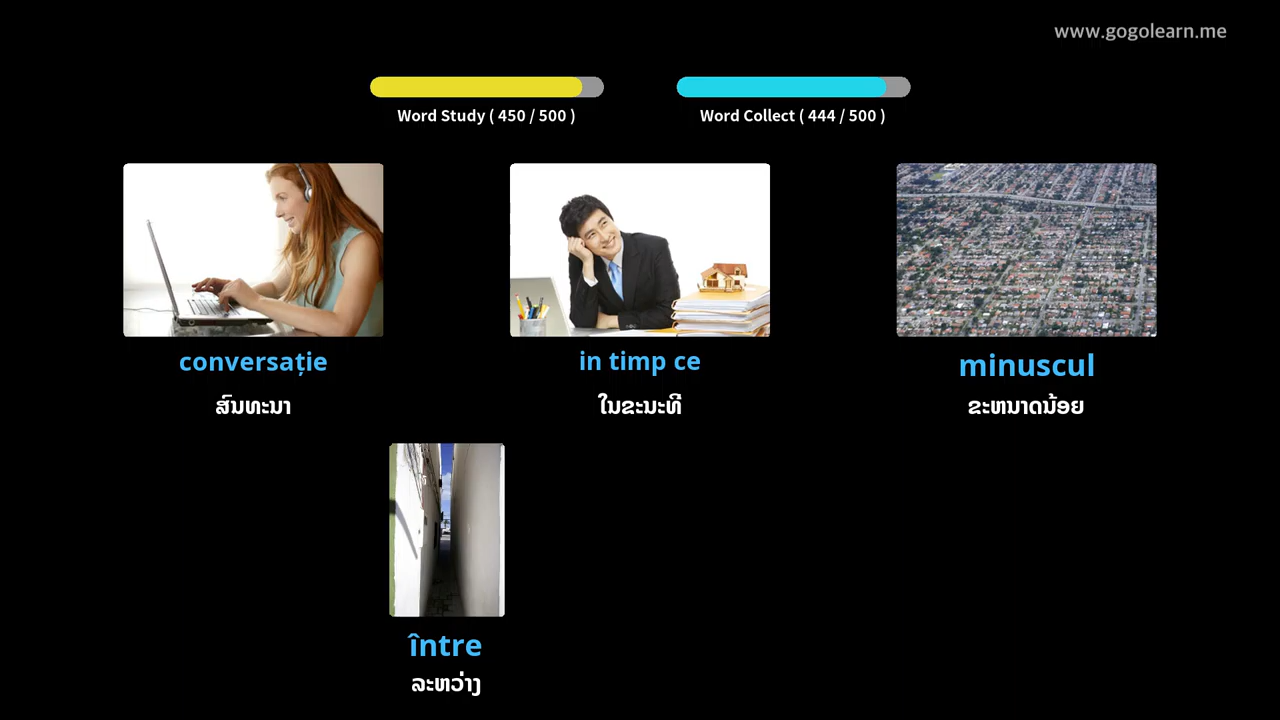 www.gogolearn.me
Word Study ( 450 / 500 )
Word Collect ( 444 / 500 )
conversație
in timp ce
minuscul
ສົນທະນາ
ໃນຂະນະທີ
ຂະຫນາດນ້ອຍ
între
ລະຫວ່າງ